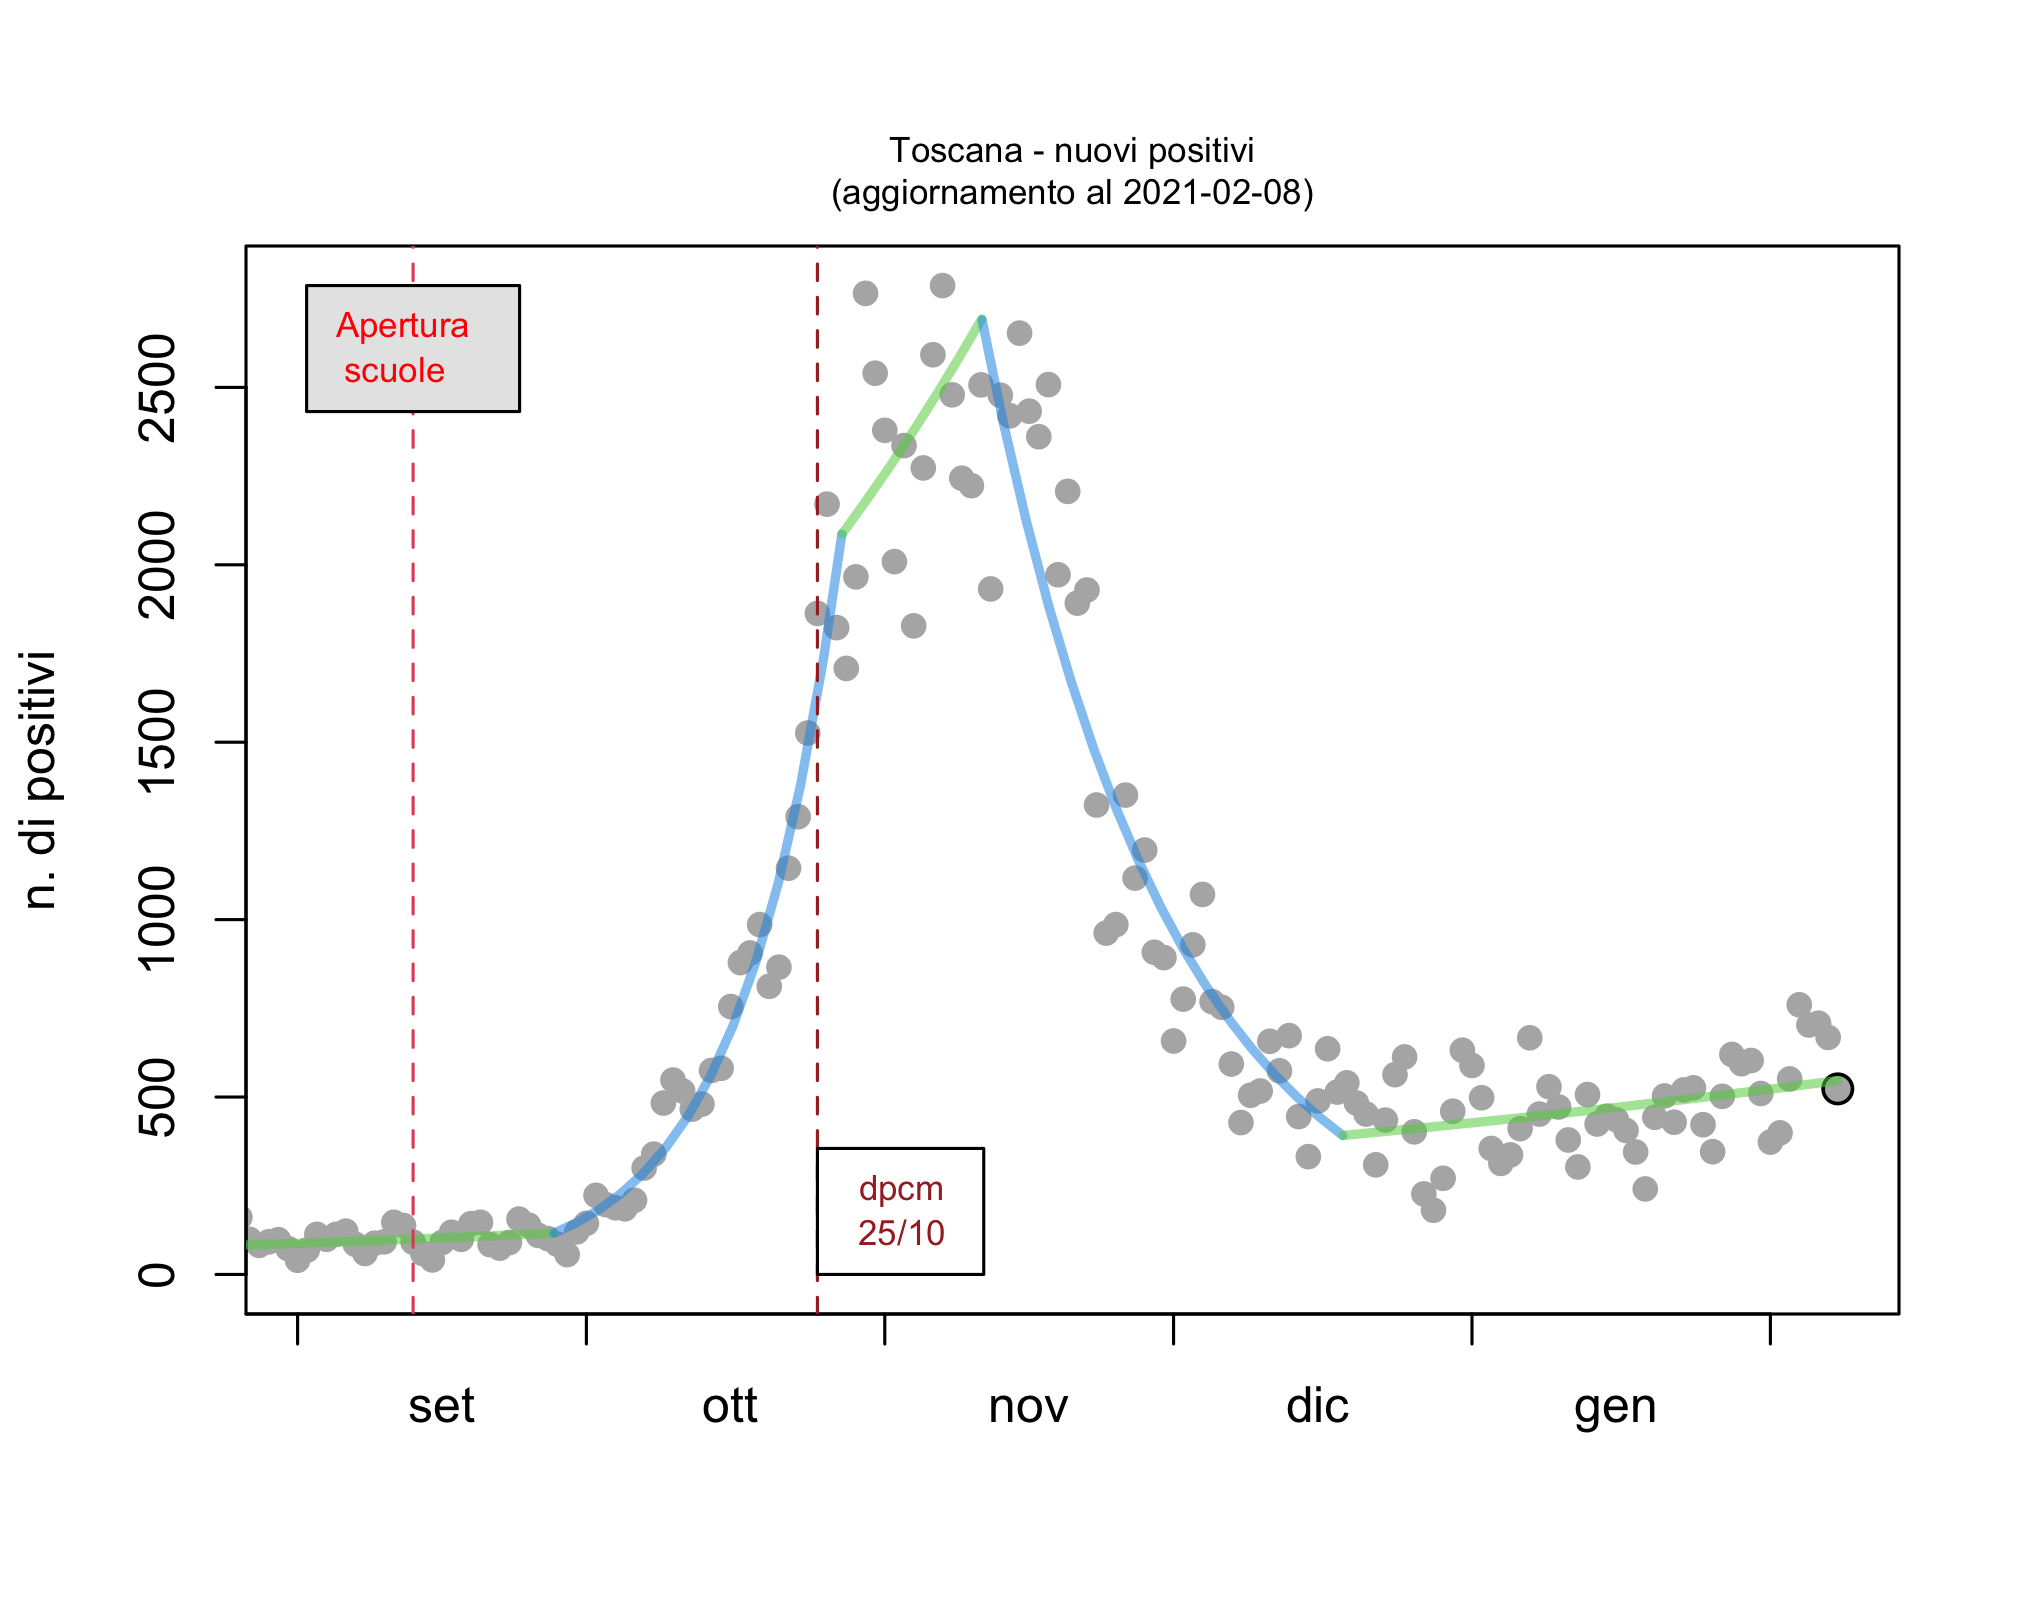 Toscana - nuovi positivi
(aggiornamento al 2021-02-08)
Apertura
scuole
n. di positivi
2500
2000
1500
1000
500
0
dpcm
25/10
set ott nov dic gen